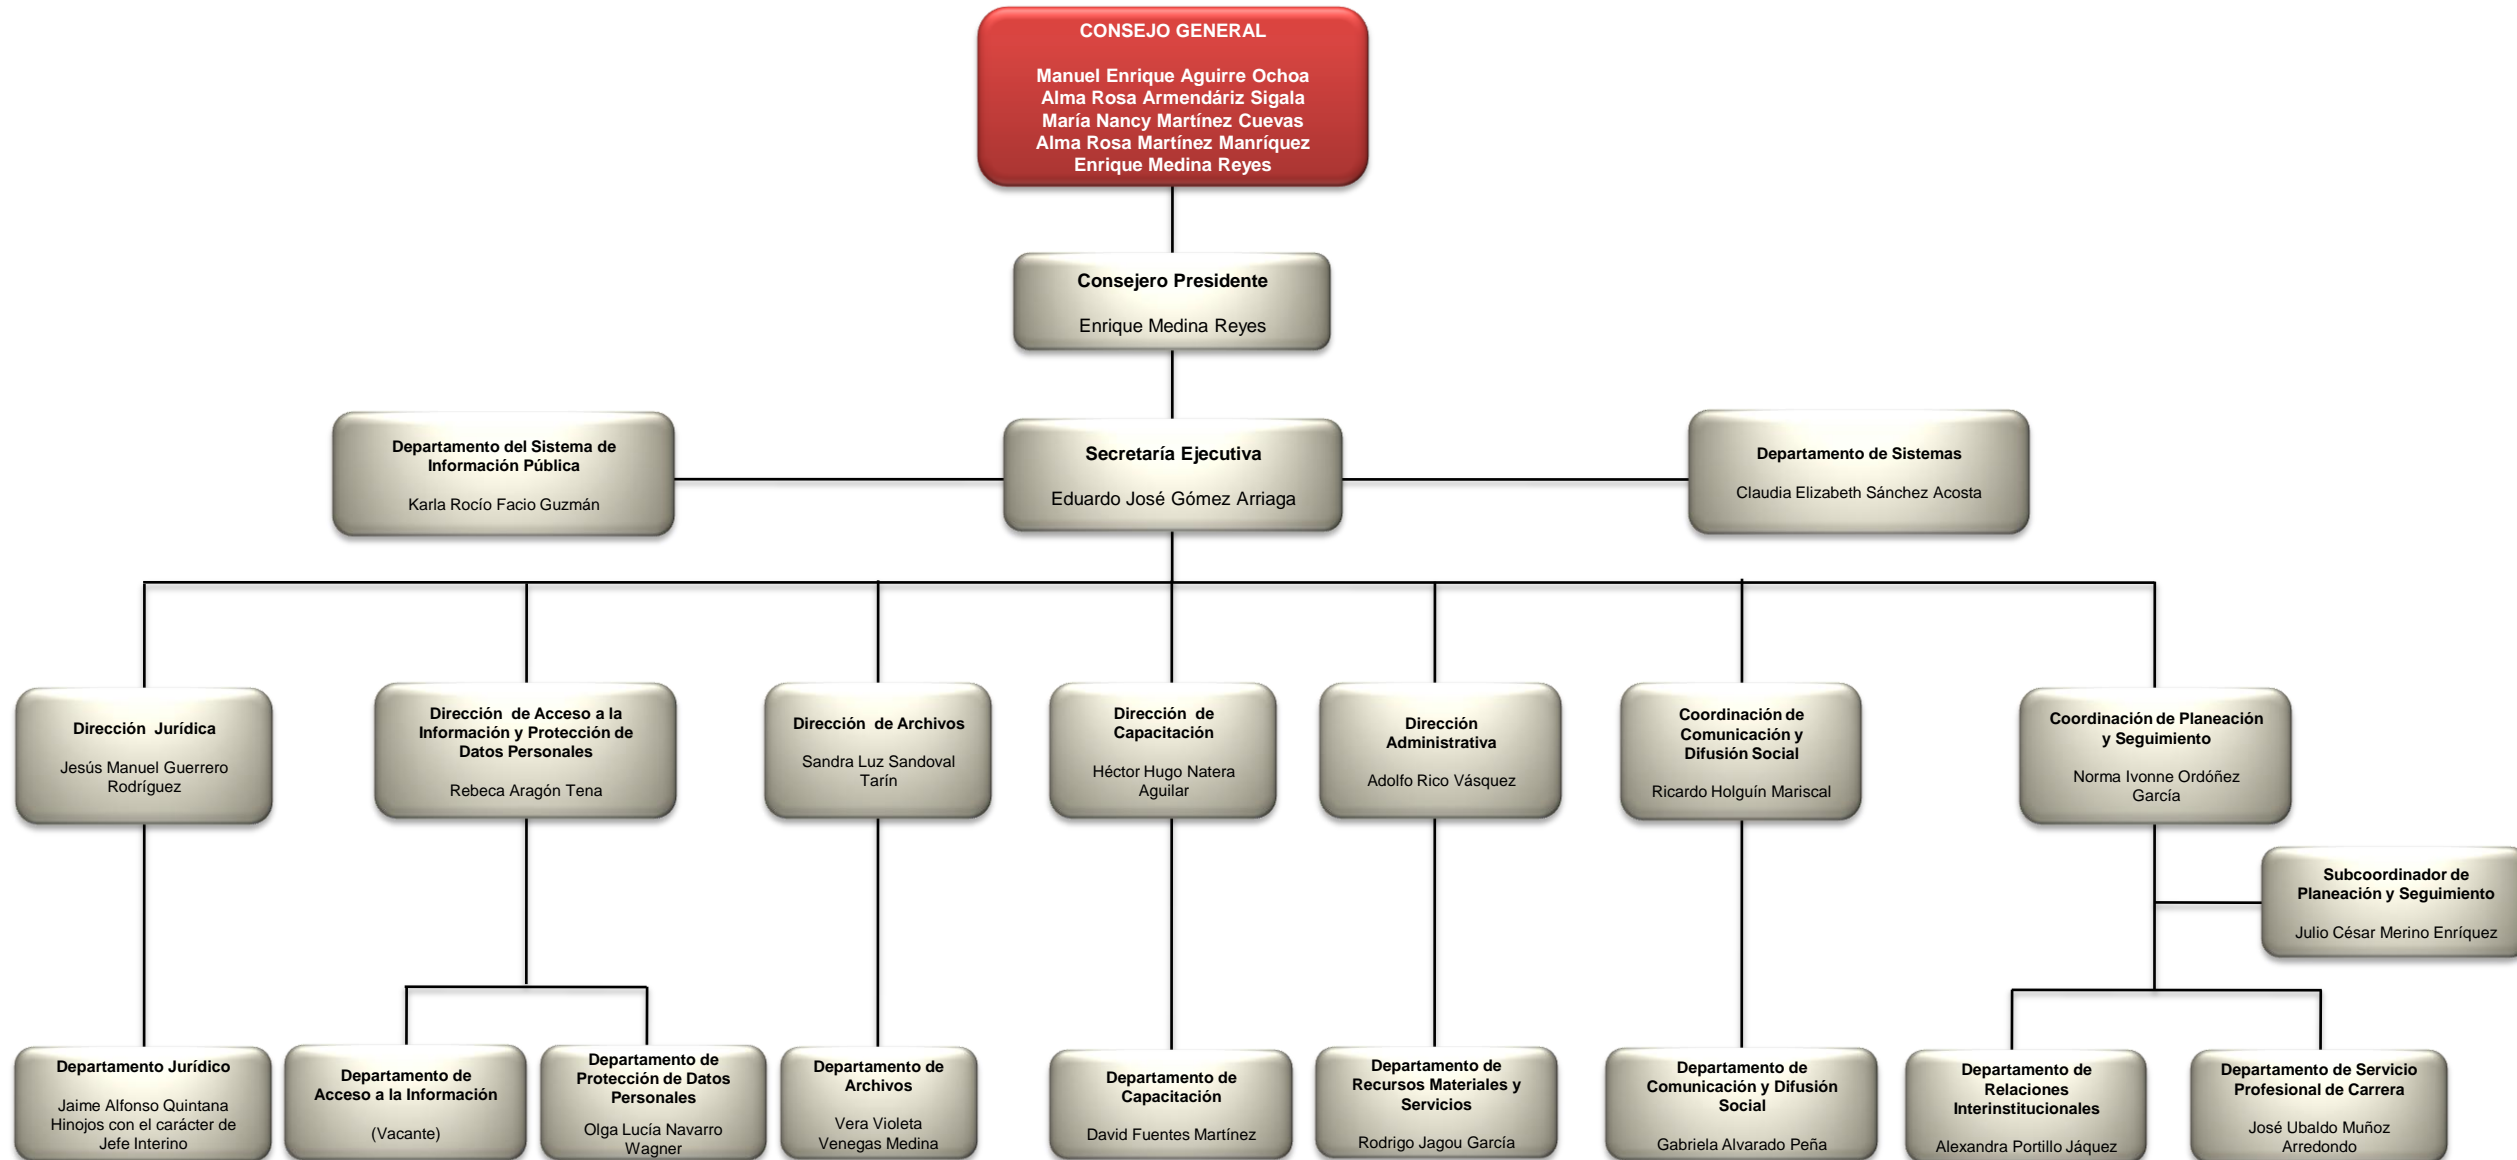 CONSEJO GENERAL
Manuel Enrique Aguirre Ochoa
Alma Rosa Armendáriz Sigala
María Nancy Martínez Cuevas
Alma Rosa Martínez Manríquez
Enrique Medina Reyes
Consejero Presidente
Enrique Medina Reyes
Departamento del Sistema de
Información Pública
Karla Rocío Facio Guzmán
Secretaría Ejecutiva
Eduardo José Gómez Arriaga
Departamento de Sistemas
Claudia Elizabeth Sánchez Acosta
Dirección Jurídica
Jesús Manuel Guerrero
Rodríguez
Dirección de Acceso a la
Información y Protección de
Datos Personales
Rebeca Aragón Tena
Dirección de Archivos
Sandra Luz Sandoval
Tarín
Dirección de
Capacitación
Héctor Hugo Natera
Aguilar
Dirección
Administrativa
Adolfo Rico Vásquez
Coordinación de
Comunicación y
Difusión Social
Ricardo Holguín Mariscal
Coordinación de Planeación
y Seguimiento
Norma Ivonne Ordóñez
García
Subcoordinador de
Planeación y Seguimiento
Julio César Merino Enríquez
Departamento Jurídico
Jaime Alfonso Quintana
Hinojos con el carácter de
Jefe Interino
Departamento de
Acceso a la Información
(Vacante)
Departamento de
Protección de Datos
Personales
Olga Lucía Navarro
Wagner
Departamento de
Archivos
Vera Violeta
Venegas Medina
Departamento de
Capacitación
David Fuentes Martínez
Departamento de
Recursos Materiales y
Servicios
Rodrigo Jagou García
Departamento de
Comunicación y Difusión
Social
Gabriela Alvarado Peña
Departamento de
Relaciones
Interinstitucionales
Alexandra Portillo Jáquez
Departamento de Servicio
Profesional de Carrera
José Ubaldo Muñoz
Arredondo